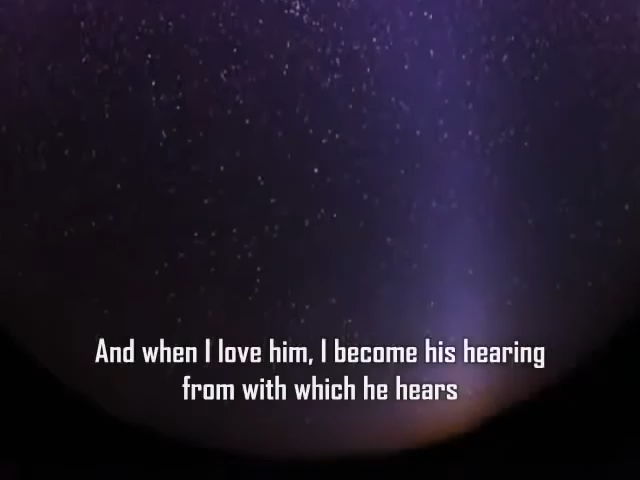 And when I love him, I become his hearing
from with which he hears